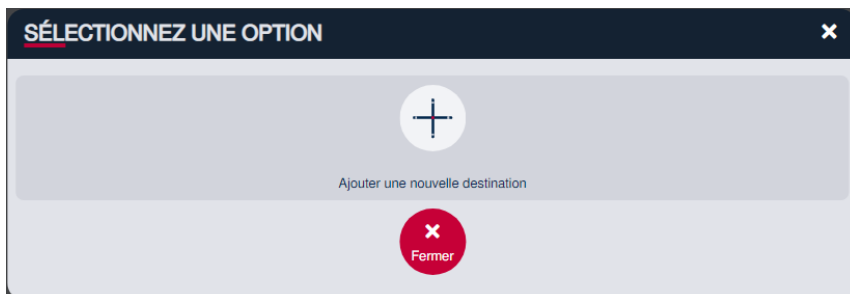 SÉLECTIONNEZ UNE OPTION
Ajouter une nouvelle destination
Fermer